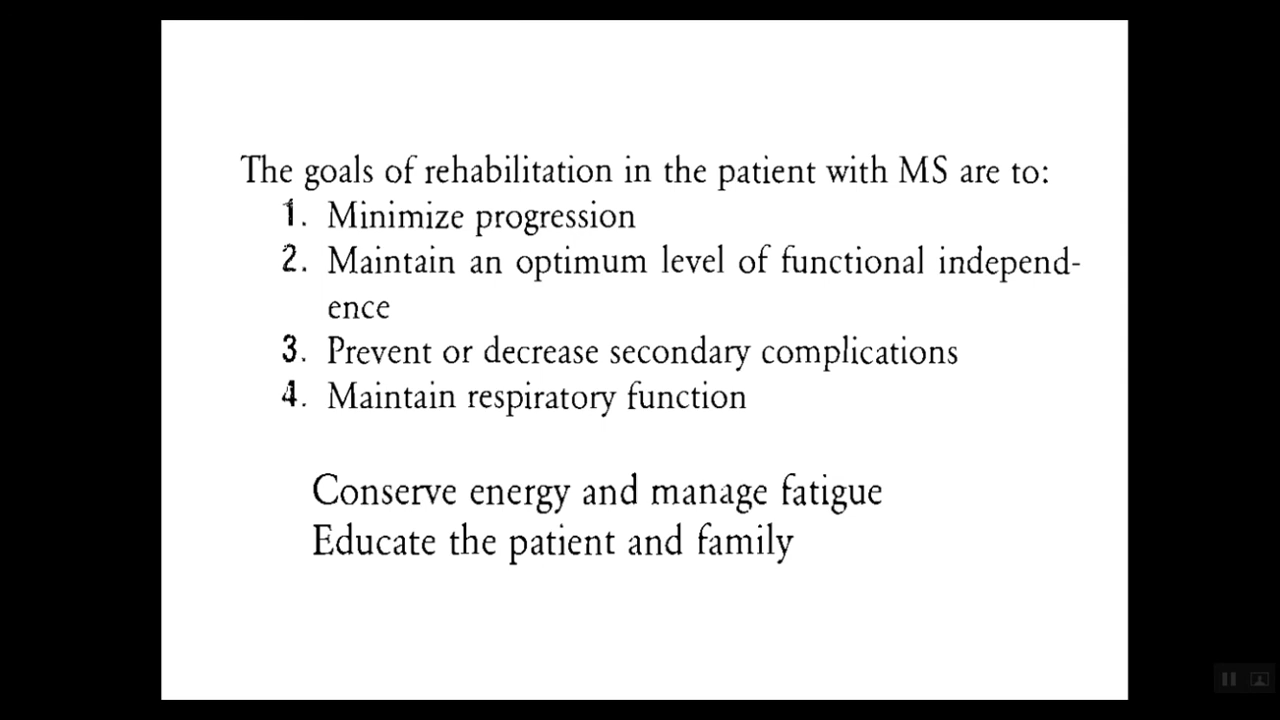 The goals of rehabilitation in the patient with MS are to:
1. Minimize progression
2. Maintain an optimum level of functional independ-
ence
3. Prevent or decrease secondary complications
4. Maintain respiratory function
Conserve energy and manage fatigue
Educate the patient and family